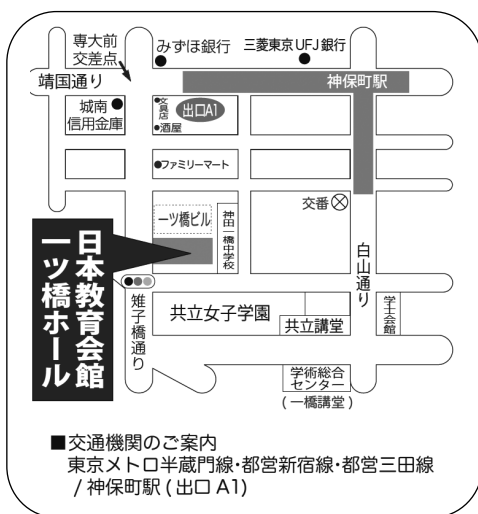 専大前
交差点
みずほ銀行
三菱東京UFJ銀行
靖国通り
神保町駅
城南
信用金庫
文具店
出口A1
酒屋
ファミリーマート
交番
一ツ橋ビル
神田一橋中学校
白山通り
日本教育会館
一ツ橋ホール
雉子橋通り
共立女子学園
共立講堂
学士会館
学術総合
センター
(一橋講堂)
■交通機関のご案内
東京メトロ半蔵門線・都営新宿線・都営三田線
/ 神保町駅 ( 出口 A1)